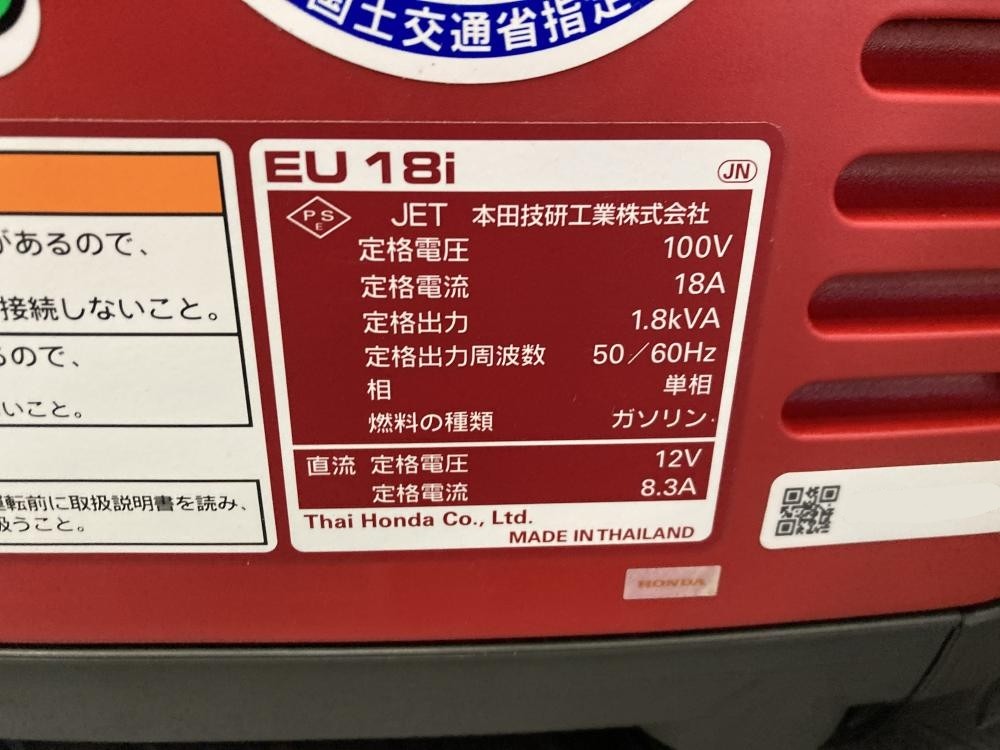 国土交通省指定
があるので、
接続しないこと。
るので、
いこと。
運転前に取扱説明書を読み、
扱うこと。
EU 18i
JN
PSE JET 本田技研工業株式会社
定格電圧 100V
定格電流 18A
定格出力 1.8kVA
定格出力周波数 50/60Hz
相 単相
燃料の種類 ガソリン
直流 定格電圧 12V
定格電流 8.3A
Thai Honda Co., Ltd.
MADE IN THAILAND
HONDA